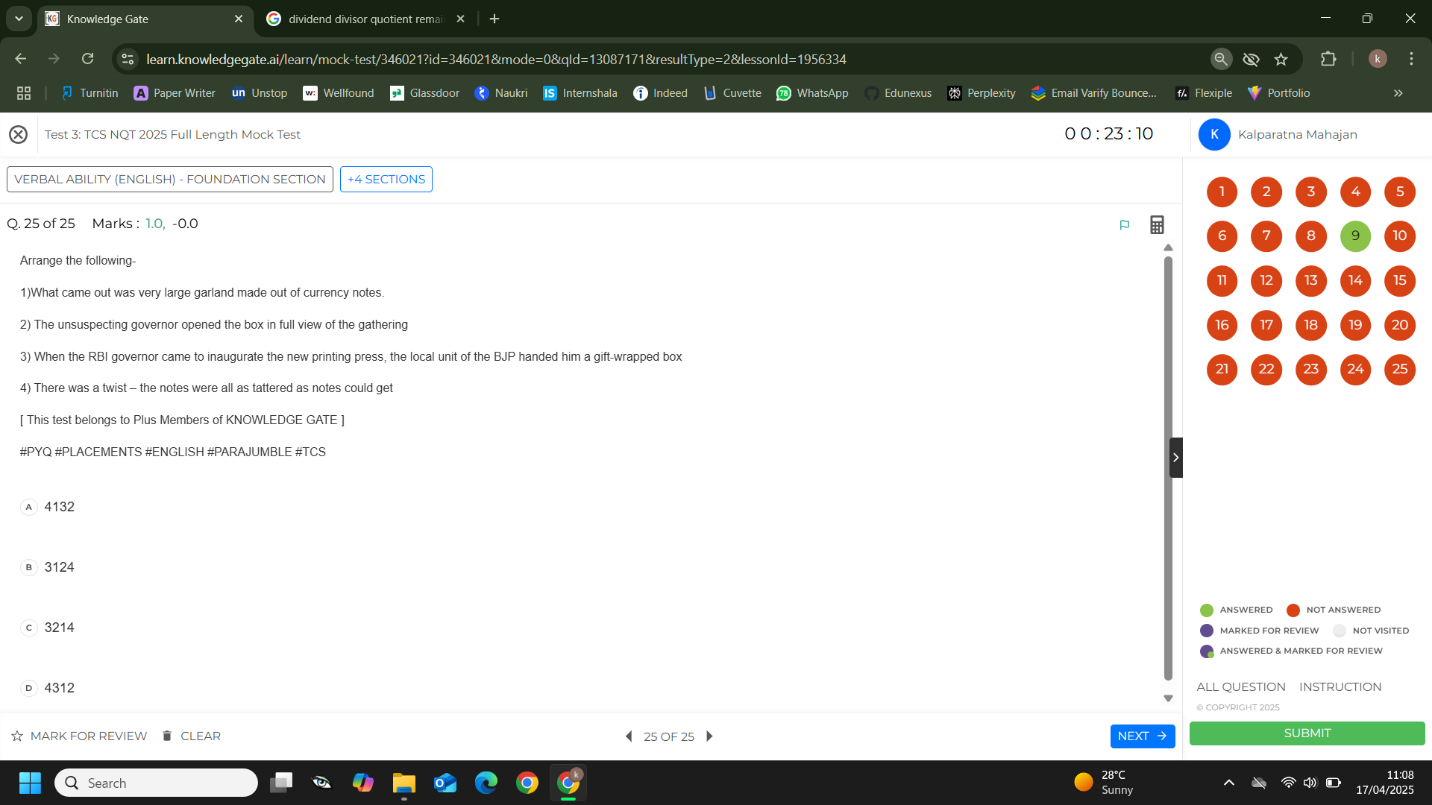 Knowledge Gate
dividend divisor quotient remai
learn.knowledgegate.ai/learn/mock-test/346021?id=346021&mode=0&qId=13087171&resultType=2&lessonId=1956334
k
Turnitin
A Paper Writer
un Unstop
w: Wellfound
Glassdoor
Naukri
IS Internshala
Indeed
Cuvette
78 WhatsApp
Edunexus
Perplexity
Email Varify Bounce...
f/. Flexiple
Portfolio
»
Test 3: TCS NQT 2025 Full Length Mock Test
0 0 : 23 : 10
K
Kalparatna Mahajan
VERBAL ABILITY (ENGLISH) - FOUNDATION SECTION
+4 SECTIONS
Q. 25 of 25 Marks : 1.0, -0.0
Arrange the following-
1)What came out was very large garland made out of currency notes.
2) The unsuspecting governor opened the box in full view of the gathering
3) When the RBI governor came to inaugurate the new printing press, the local unit of the BJP handed him a gift-wrapped box
4) There was a twist – the notes were all as tattered as notes could get
[ This test belongs to Plus Members of KNOWLEDGE GATE ]
#PYQ #PLACEMENTS #ENGLISH #PARAJUMBLE #TCS
A 4132
B 3124
C 3214
D 4312
MARK FOR REVIEW
CLEAR
25 OF 25
NEXT
1 2 3 4 5
6 7 8 9 10
11 12 13 14 15
16 17 18 19 20
21 22 23 24 25
ANSWERED NOT ANSWERED
MARKED FOR REVIEW NOT VISITED
ANSWERED & MARKED FOR REVIEW
ALL QUESTION INSTRUCTION
© COPYRIGHT 2025
SUBMIT
Search
28°C
Sunny
11:08
17/04/2025